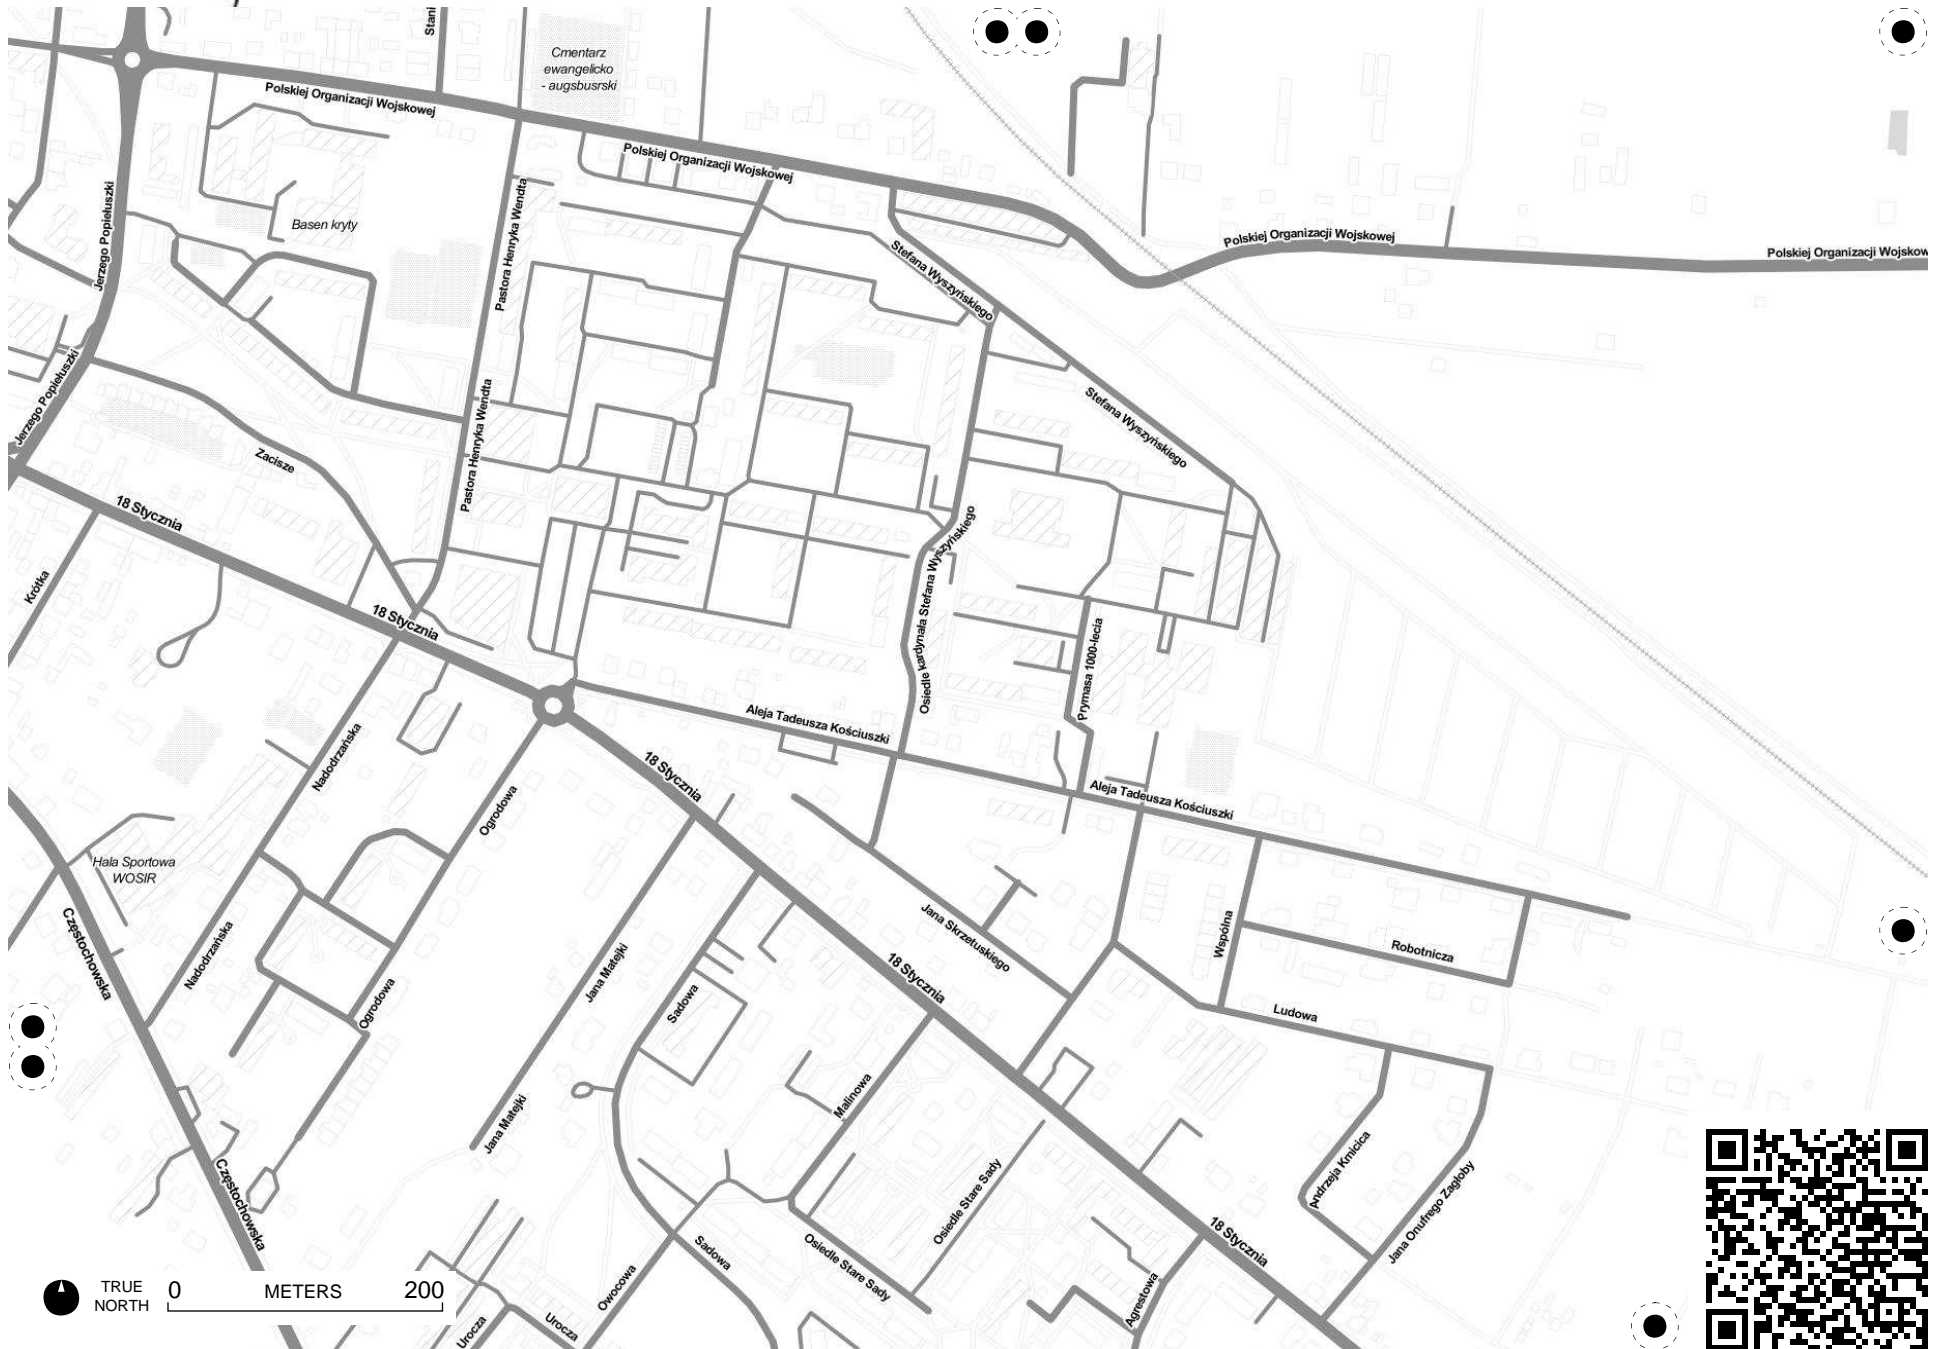 Stani
Cmentarz
ewangelicko
- augsbusrski
Polskiej Organizacji Wojskowej
Polskiej Organizacji Wojskowej
Polskiej Organizacji Wojskowej
Polskiej Organizacji Wojskow
Jerzego Popiełuszki
Basen kryty
Pastora Henryka Wendta
Stefana Wyszyńskiego
Jerzego Popiełuszki
Pastora Henryka Wendta
Stefana Wyszyńskiego
Zacisze
18 Stycznia
Osiedle kardynała Stefana Wyszyńskiego
Krótka
18 Stycznia
Prymasa 1000-lecia
Aleja Tadeusza Kościuszki
Nadodrzańska
18 Stycznia
Ogrodowa
Aleja Tadeusza Kościuszki
Hala Sportowa
WOSIR
Częstochowska
Nadodrzańska
Jana Matejki
Jana Skrzetuskiego
Wspólna
Robotnicza
Ogrodowa
Sadowa
18 Stycznia
Ludowa
Malinowa
Jana Matejki
Andrzeja Kmicica
Jana Onufrego Zagłoby
Częstochowska
Osiedle Stare Sady
18 Stycznia
Sadowa
Osiedle Stare Sady
Owocowa
Agrestowa
Urocza
Urocza
TRUE
NORTH
0 METERS 200